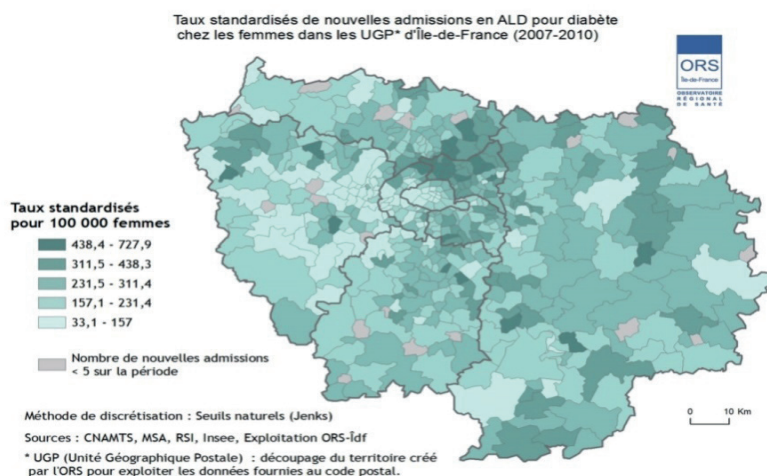 Taux standardisés de nouvelles admissions en ALD pour diabète
chez les femmes dans les UGP* d'Île-de-France (2007-2010)
ORS
Île-de-France
OBSERVATOIRE
RÉGIONAL
DE SANTÉ
Taux standardisés
pour 100 000 femmes
438,4 - 727,9
311,5 - 438,3
231,5 - 311,4
157,1 - 231,4
33,1 - 157
Nombre de nouvelles admissions
< 5 sur la période
Méthode de discrétisation : Seuils naturels (Jenks)
Sources : CNAMTS, MSA, RSI, Insee, Exploitation ORS-Îdf
* UGP (Unité Géographique Postale) : découpage du territoire créé
par l'ORS pour exploiter les données fournies au code postal.
0 10 Km